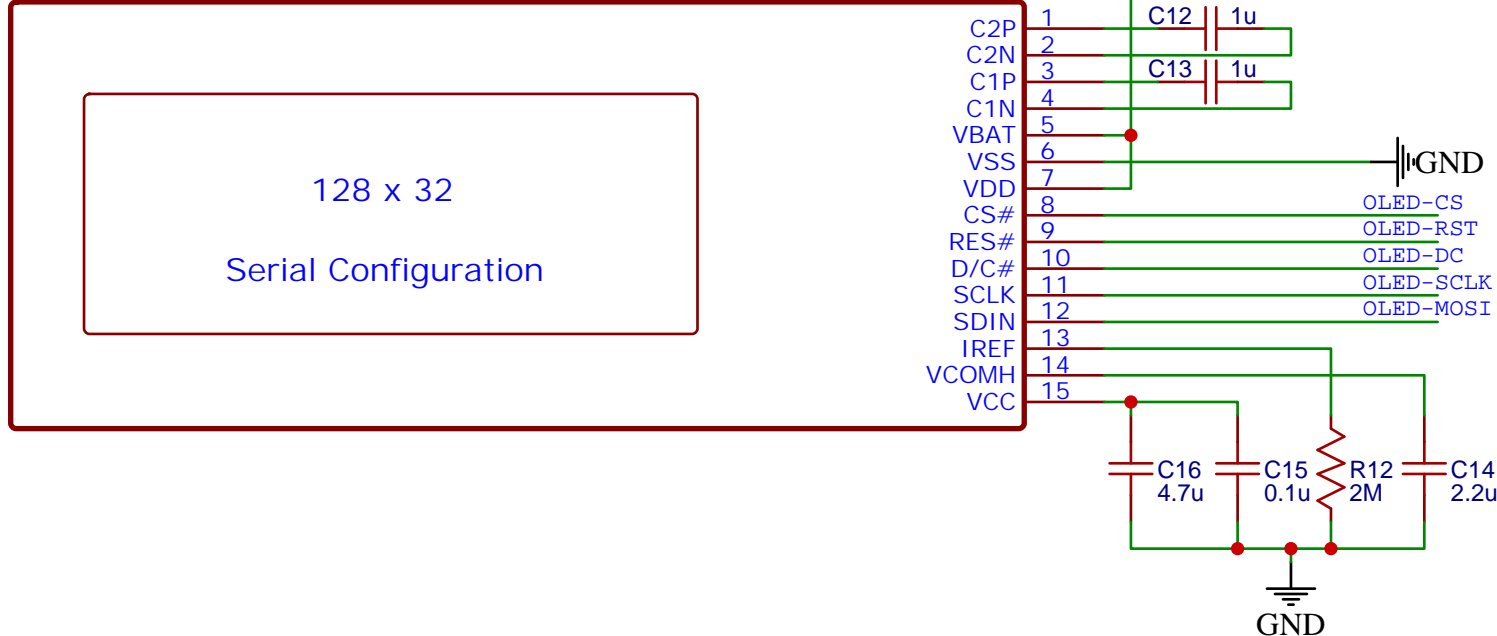 C2P 1 C12 1u
C2N 2
C1P 3 C13 1u
C1N 4
VBAT 5
VSS 6 GND
VDD 7
128 x 32
CS# 8 OLED-CS
RES# 9 OLED-RST
D/C# 10 OLED-DC
Serial Configuration
SCLK 11 OLED-SCLK
SDIN 12 OLED-MOSI
IREF 13
VCOMH 14
VCC 15
C16 C15 R12 C14
4.7u 0.1u 2M 2.2u
GND